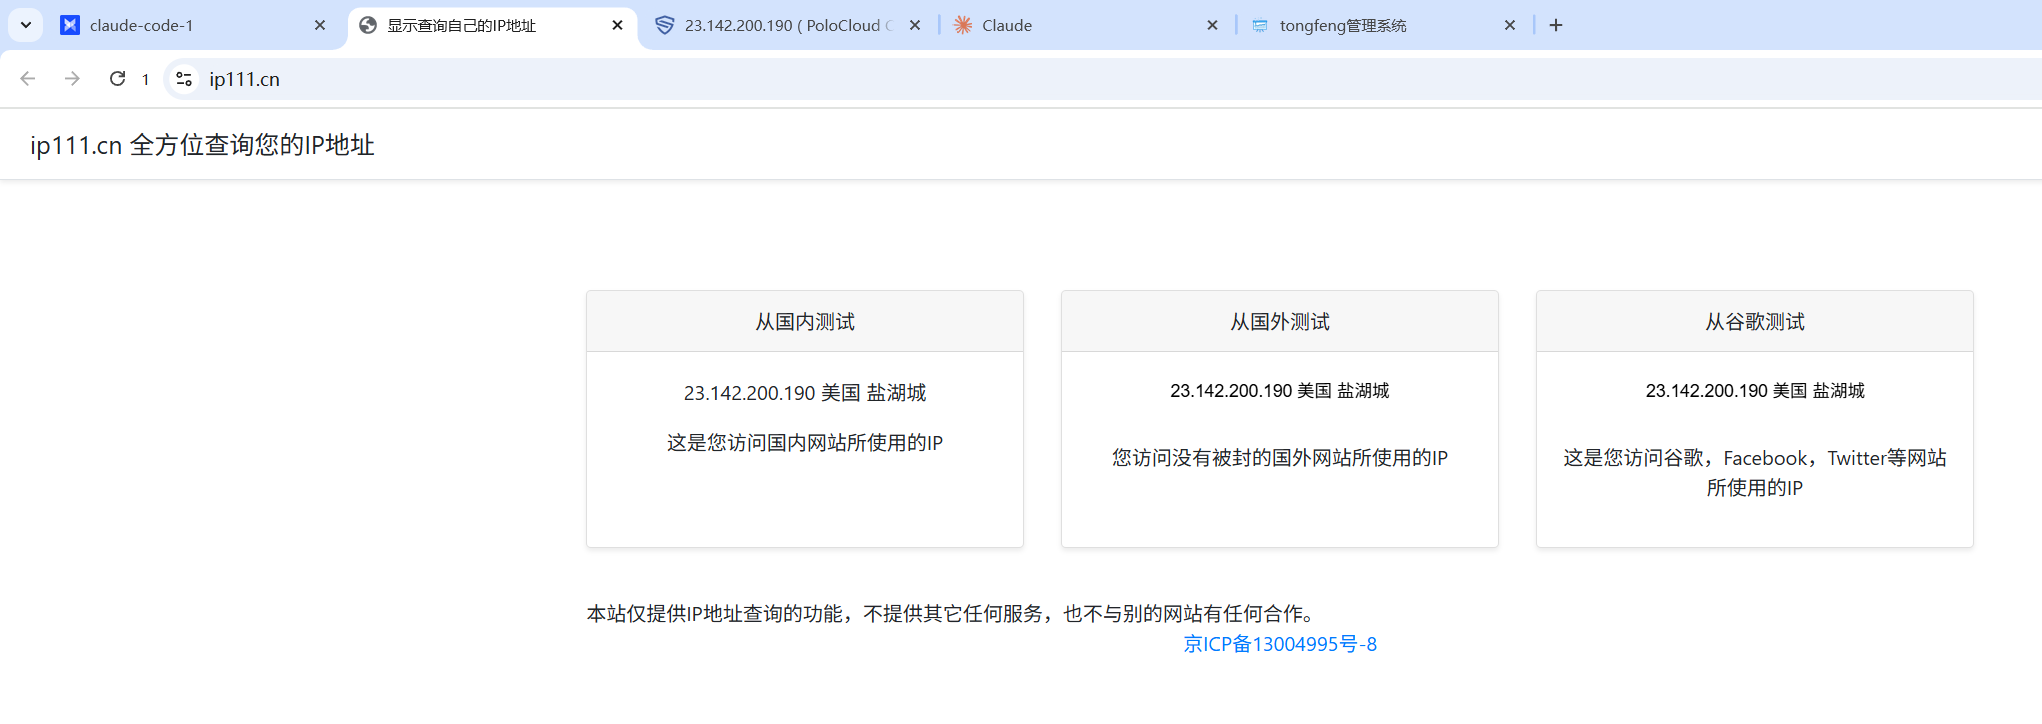 claude-code-1
显示查询自己的IP地址
23.142.200.190 ( PoloCloud
Claude
tongfeng管理系统
1
ip111.cn
ip111.cn 全方位查询您的IP地址
从国内测试
23.142.200.190 美国 盐湖城
这是您访问国内网站所使用的IP
从国外测试
23.142.200.190 美国 盐湖城
您访问没有被封的国外网站所使用的IP
从谷歌测试
23.142.200.190 美国 盐湖城
这是您访问谷歌，Facebook，Twitter等网站
所使用的IP
本站仅提供IP地址查询的功能，不提供其它任何服务，也不与别的网站有任何合作。
京ICP备13004995号-8